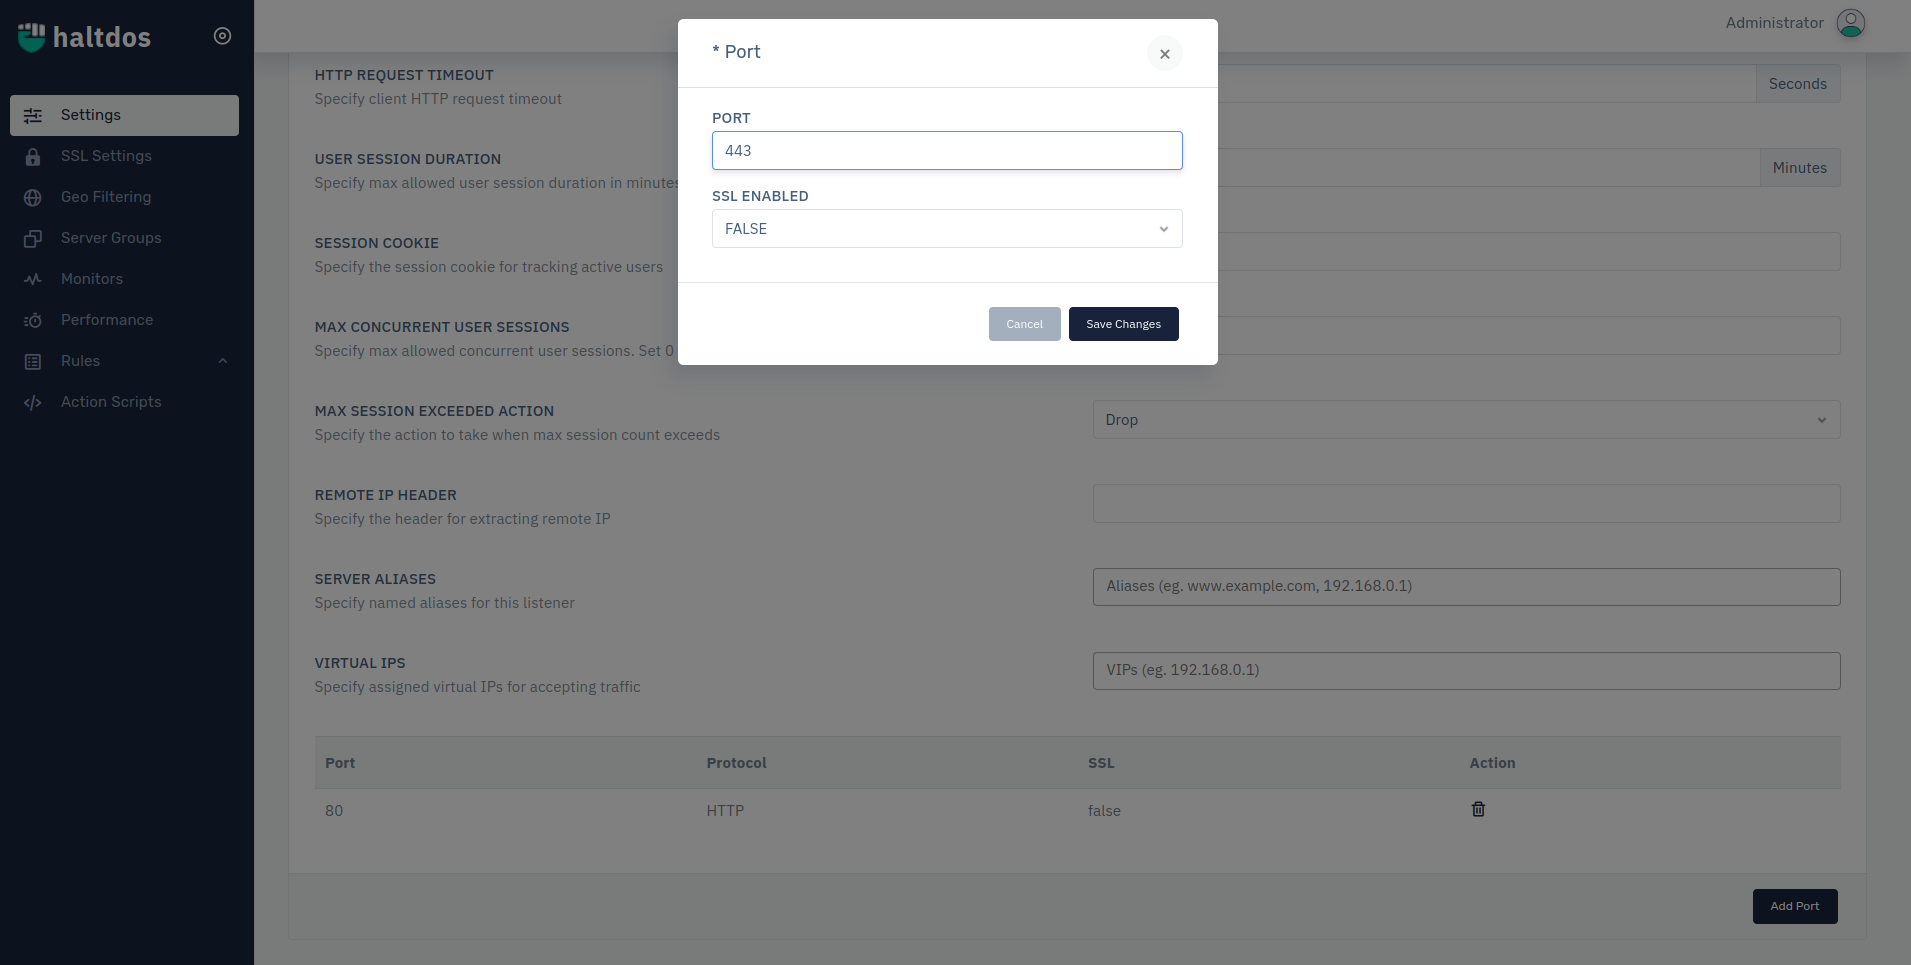 haltdos
Administrator
Settings
SSL Settings
Geo Filtering
Server Groups
Monitors
Performance
Rules
Action Scripts
* Port
×
PORT
443
SSL ENABLED
FALSE
Cancel
Save Changes
HTTP REQUEST TIMEOUT
Specify client HTTP request timeout
Seconds
USER SESSION DURATION
Specify max allowed user session duration in minutes
Minutes
SESSION COOKIE
Specify the session cookie for tracking active users
MAX CONCURRENT USER SESSIONS
Specify max allowed concurrent user sessions. Set 0
MAX SESSION EXCEEDED ACTION
Specify the action to take when max session count exceeds
Drop
REMOTE IP HEADER
Specify the header for extracting remote IP
SERVER ALIASES
Specify named aliases for this listener
Aliases (eg. www.example.com, 192.168.0.1)
VIRTUAL IPS
Specify assigned virtual IPs for accepting traffic
VIPs (eg. 192.168.0.1)
Port Protocol SSL Action
80 HTTP false
Add Port